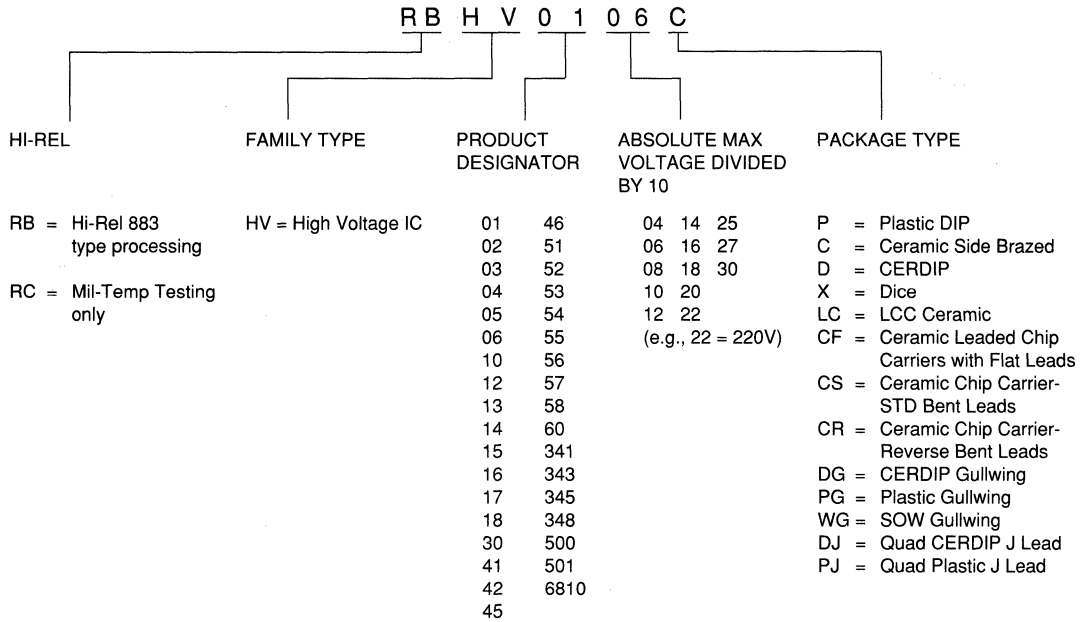 RB HV 01 06 C
HI-REL
RB = Hi-Rel 883
type processing
RC = Mil-Temp Testing
only
FAMILY TYPE
HV = High Voltage IC
PRODUCT
DESIGNATOR
01 46
02 51
03 52
04 53
05 54
06 55
10 56
12 57
13 58
14 60
15 341
16 343
17 345
18 348
30 500
41 501
42 6810
45
ABSOLUTE MAX
VOLTAGE DIVIDED
BY 10
04 14 25
06 16 27
08 18 30
10 20
12 22
(e.g., 22 = 220V)
PACKAGE TYPE
P = Plastic DIP
C = Ceramic Side Brazed
D = CERDIP
X = Dice
LC = LCC Ceramic
CF = Ceramic Leaded Chip
Carriers with Flat Leads
CS = Ceramic Chip Carrier-
STD Bent Leads
CR = Ceramic Chip Carrier-
Reverse Bent Leads
DG = CERDIP Gullwing
PG = Plastic Gullwing
WG = SOW Gullwing
DJ = Quad CERDIP J Lead
PJ = Quad Plastic J Lead